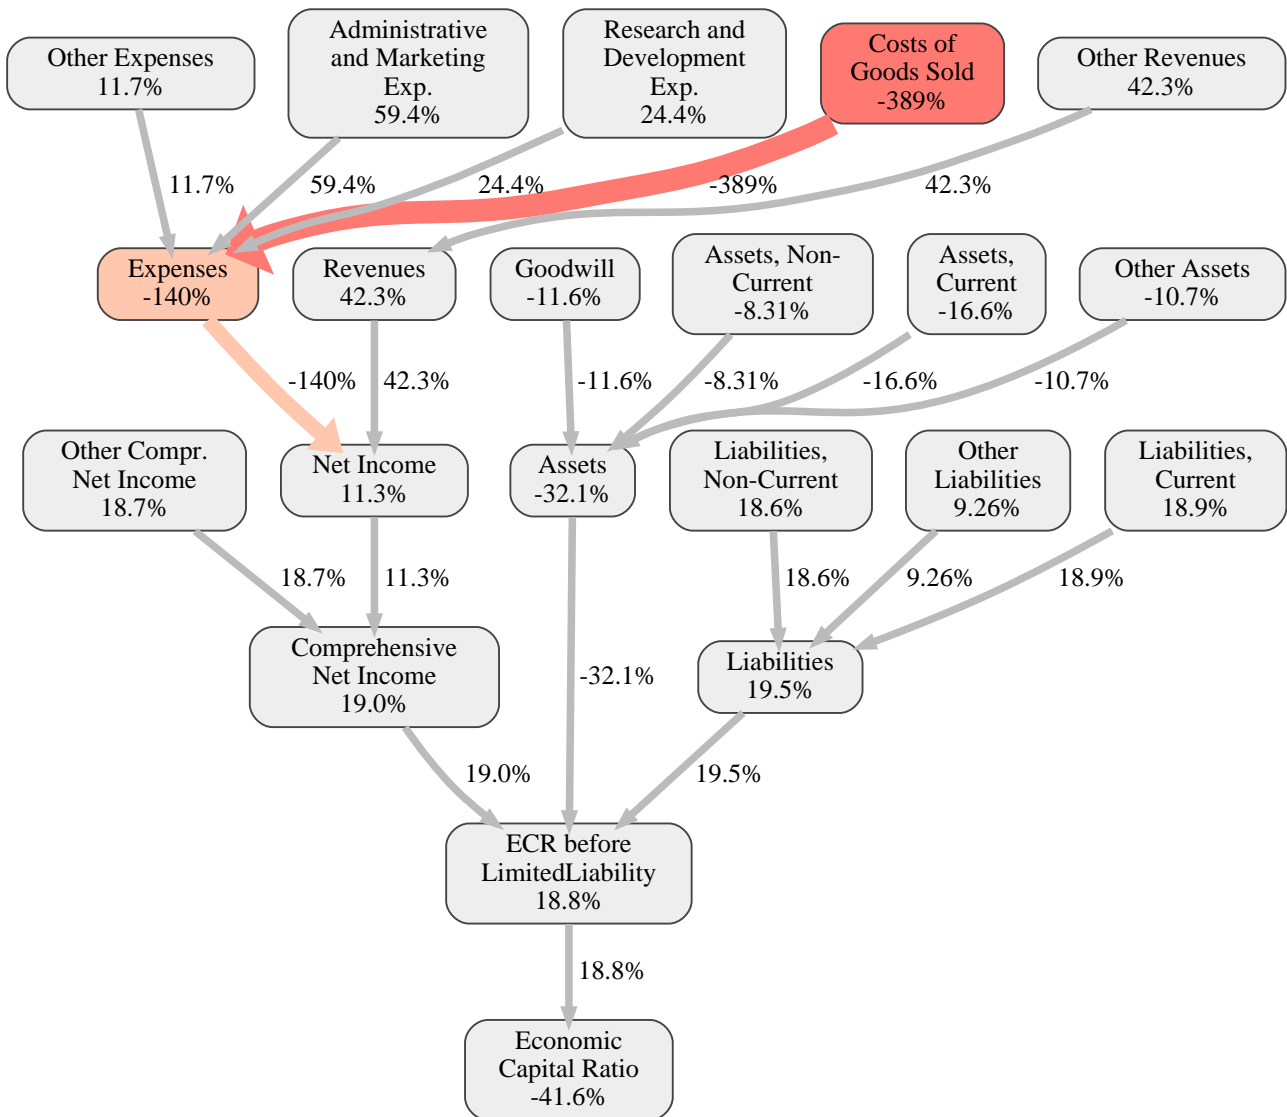 Other Expenses
11.7%
Administrative
and Marketing
Exp.
59.4%
Research and
Development
Exp.
24.4%
Costs of
Goods Sold
-389%
Other Revenues
42.3%
11.7%
59.4%
24.4%
-389%
42.3%
Expenses
-140%
Revenues
42.3%
Goodwill
-11.6%
Assets, Non-
Current
-8.31%
Assets,
Current
-16.6%
Other Assets
-10.7%
-140%
42.3%
-11.6%
-8.31%
-16.6%
-10.7%
Other Compr.
Net Income
18.7%
Net Income
11.3%
Assets
-32.1%
Liabilities,
Non-Current
18.6%
Other
Liabilities
9.26%
Liabilities,
Current
18.9%
18.7%
11.3%
18.6%
9.26%
18.9%
Comprehensive
Net Income
19.0%
-32.1%
Liabilities
19.5%
19.0%
19.5%
ECR before
LimitedLiability
18.8%
18.8%
Economic
Capital Ratio
-41.6%